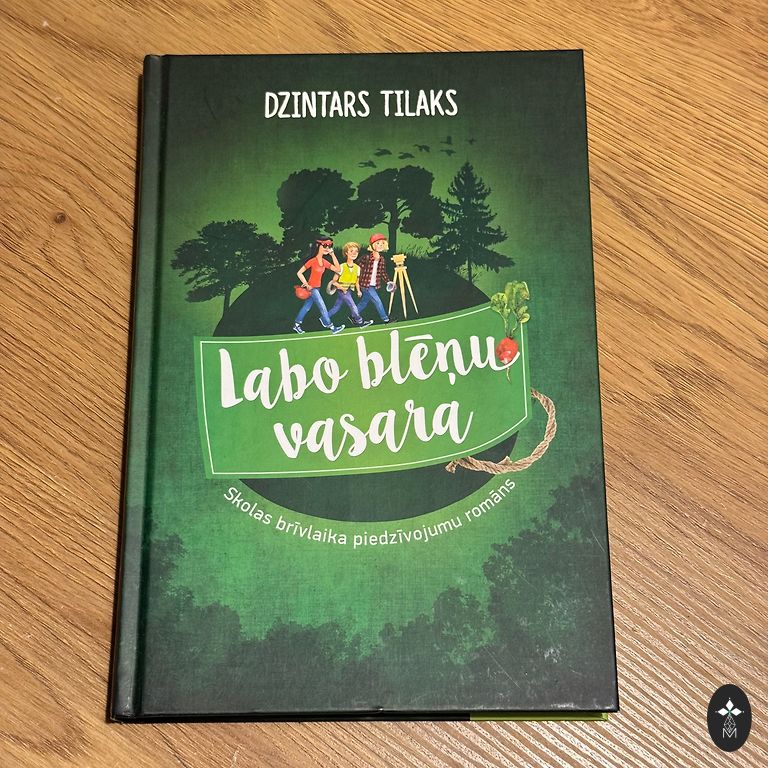 DZINTARS TILAKS
Labo blēņu
vasara
Skolas brīvlaika piedzīvojumu romāns
M